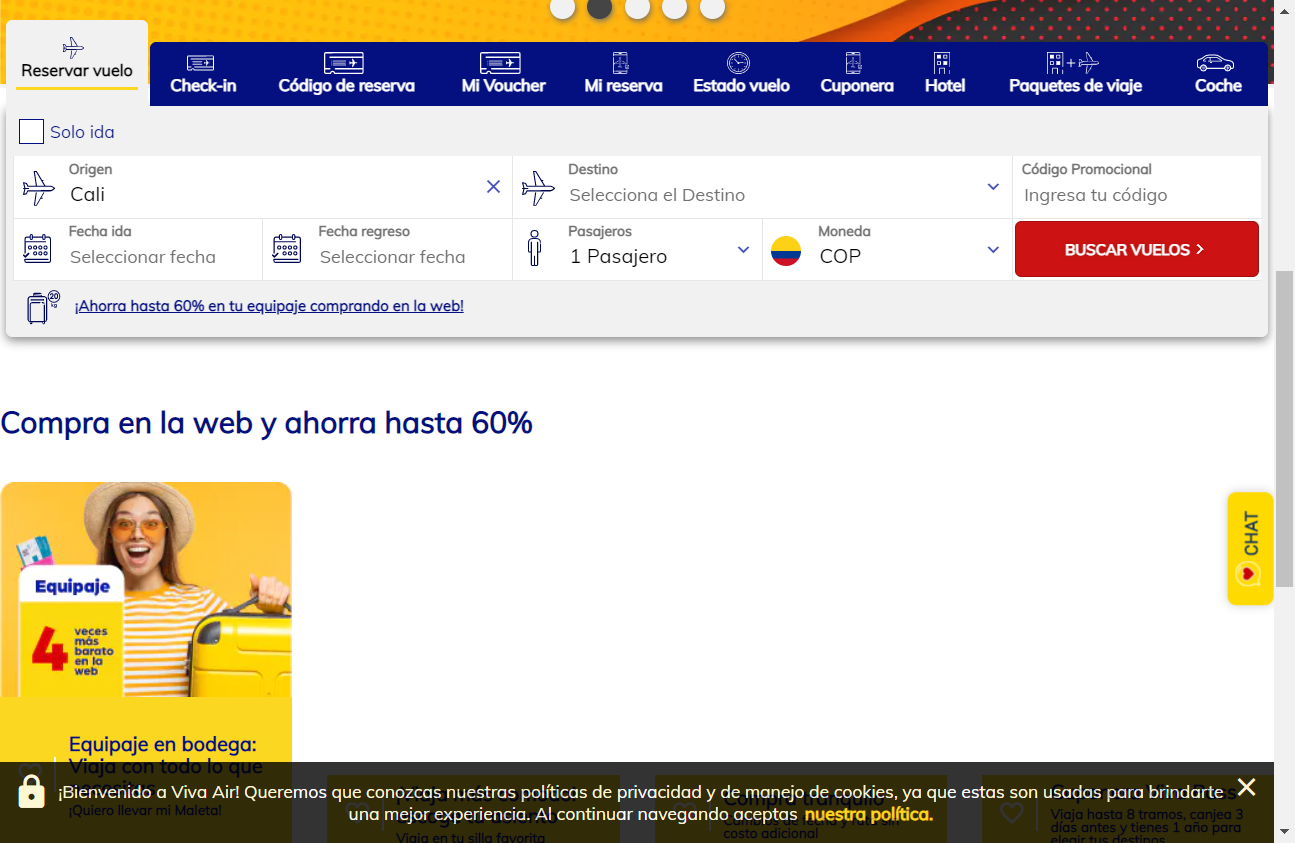 Reservar vuelo
Check-in
Código de reserva
Mi Voucher
Mi reserva
Estado vuelo
Cuponera
Hotel
Paquetes de viaje
Coche
Solo ida
Origen
Cali
Destino
Selecciona el Destino
Código Promocional
Ingresa tu código
Fecha ida
Seleccionar fecha
Fecha regreso
Seleccionar fecha
Pasajeros
1 Pasajero
Moneda
COP
BUSCAR VUELOS
20
kg
¡Ahorra hasta 60% en tu equipaje comprando en la web!
Compra en la web y ahorra hasta 60%
CHAT
Equipaje
4 veces
más
barato
en la
web
Equipaje en bodega:
Viaja con todo lo que
¡Quiero llevar mi Maleta!
¡Bienvenido a Viva Air! Queremos que conozcas nuestras políticas de privacidad y de manejo de cookies, ya que estas son usadas para brindarte
una mejor experiencia. Al continuar navegando aceptas nuestra política.
Viaja en tu silla favorita
Compra tranquilo
costo adicional
Viaja hasta 8 tramos, canjea 3
días antes y tienes 1 año para
elegir tus destinos